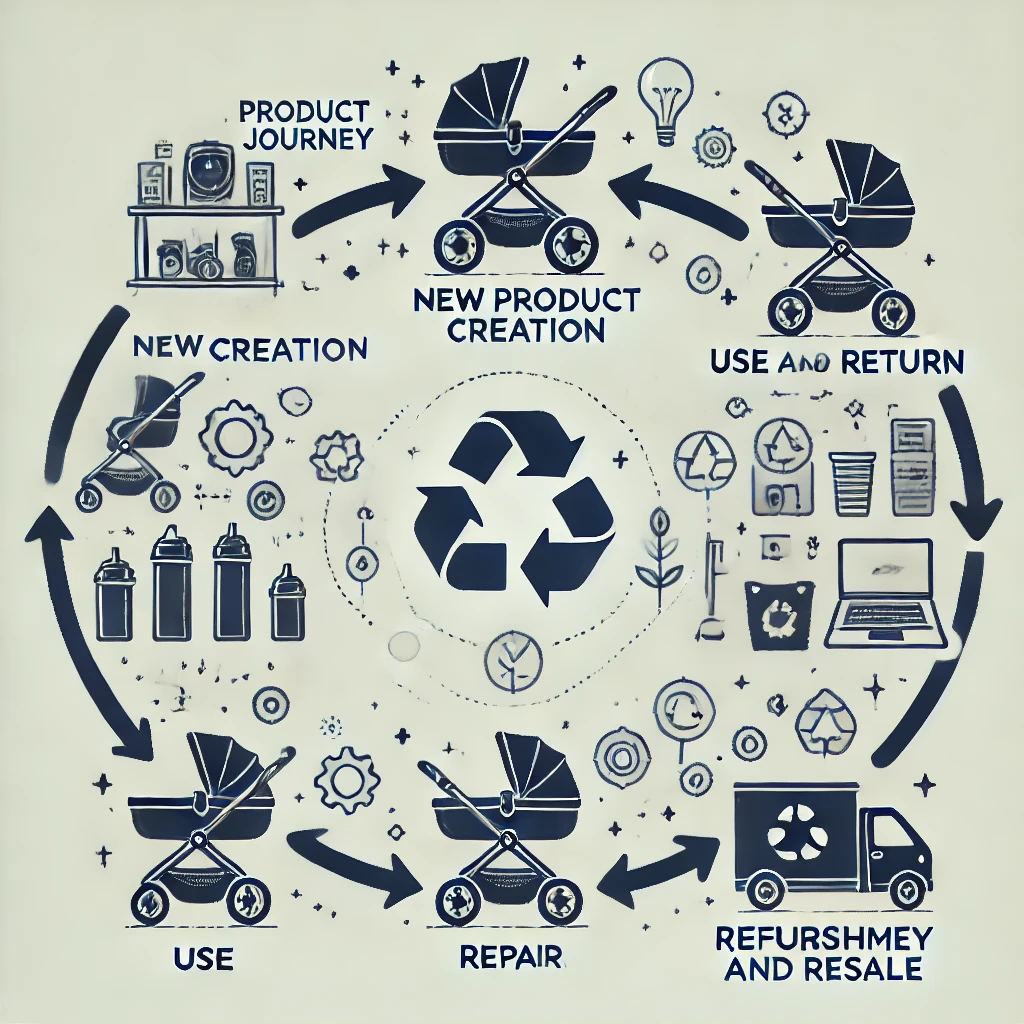 PRODUCT
JOURNEY
NEW PRODUCT
CREATION
NEW CREATION
USE AND RETURN
USE
REPAIR
REFURSHMEY
AND RESALE